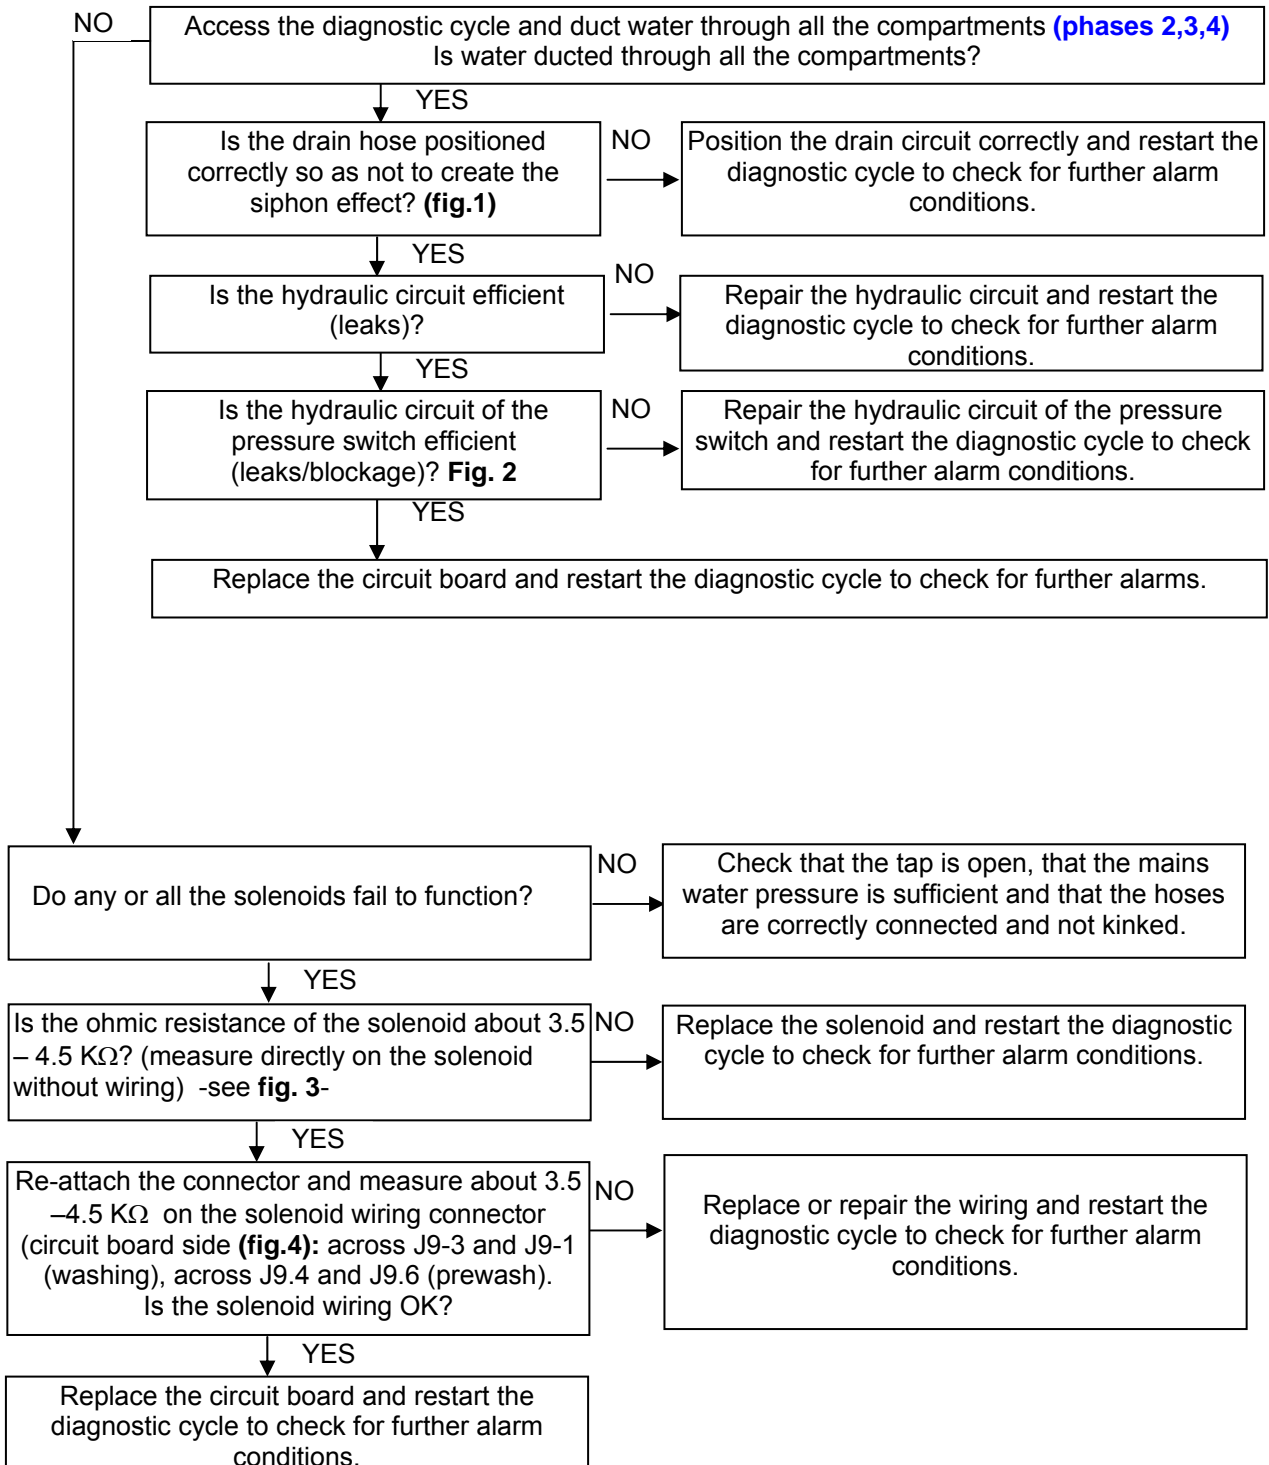 NO
Access the diagnostic cycle and duct water through all the compartments (phases 2,3,4)
Is water ducted through all the compartments?
YES
Is the drain hose positioned
correctly so as not to create the
siphon effect? (fig.1)
NO
Position the drain circuit correctly and restart the
diagnostic cycle to check for further alarm
conditions.
YES
Is the hydraulic circuit efficient
(leaks)?
NO
Repair the hydraulic circuit and restart the
diagnostic cycle to check for further alarm
conditions.
YES
Is the hydraulic circuit of the
pressure switch efficient
(leaks/blockage)? Fig. 2
NO
Repair the hydraulic circuit of the pressure
switch and restart the diagnostic cycle to check
for further alarm conditions.
YES
Replace the circuit board and restart the diagnostic cycle to check for further alarms.
Do any or all the solenoids fail to function?
NO
Check that the tap is open, that the mains
water pressure is sufficient and that the hoses
are correctly connected and not kinked.
YES
Is the ohmic resistance of the solenoid about 3.5
– 4.5 KΩ? (measure directly on the solenoid
without wiring) -see fig. 3-
NO
Replace the solenoid and restart the diagnostic
cycle to check for further alarm conditions.
YES
Re-attach the connector and measure about 3.5
–4.5 KΩ on the solenoid wiring connector
(circuit board side (fig.4): across J9-3 and J9-1
(washing), across J9.4 and J9.6 (prewash).
Is the solenoid wiring OK?
NO
Replace or repair the wiring and restart the
diagnostic cycle to check for further alarm
conditions.
YES
Replace the circuit board and restart the
diagnostic cycle to check for further alarm
conditions.